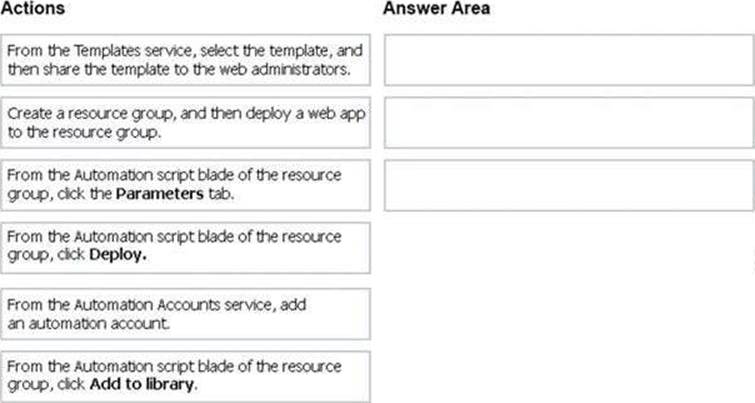 Actions
Answer Area
From the Templates service, select the template, and
then share the template to the web administrators.
Create a resource group, and then deploy a web app
to the resource group.
From the Automation script blade of the resource
group, click the Parameters tab.
From the Automation script blade of the resource
group, click Deploy.
From the Automation Accounts service, add
an automation account.
From the Automation script blade of the resource
group, click Add to library.